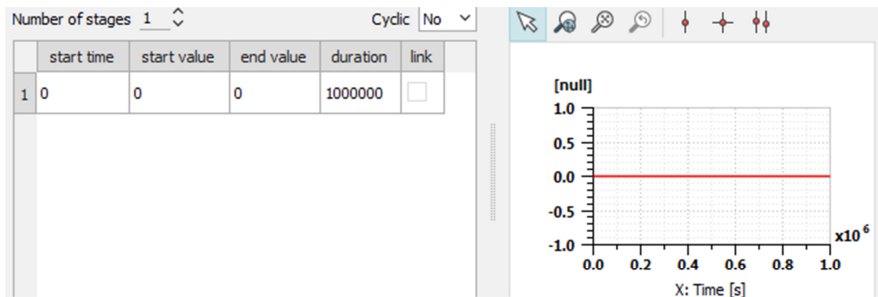 Number of stages 1 Cyclic No
start time start value end value duration link
1 0 0 0 1000000
[null]
1.0
0.5
0.0
-0.5
-1.0
x10⁶
0.0 0.2 0.4 0.6 0.8 1.0
X: Time [s]